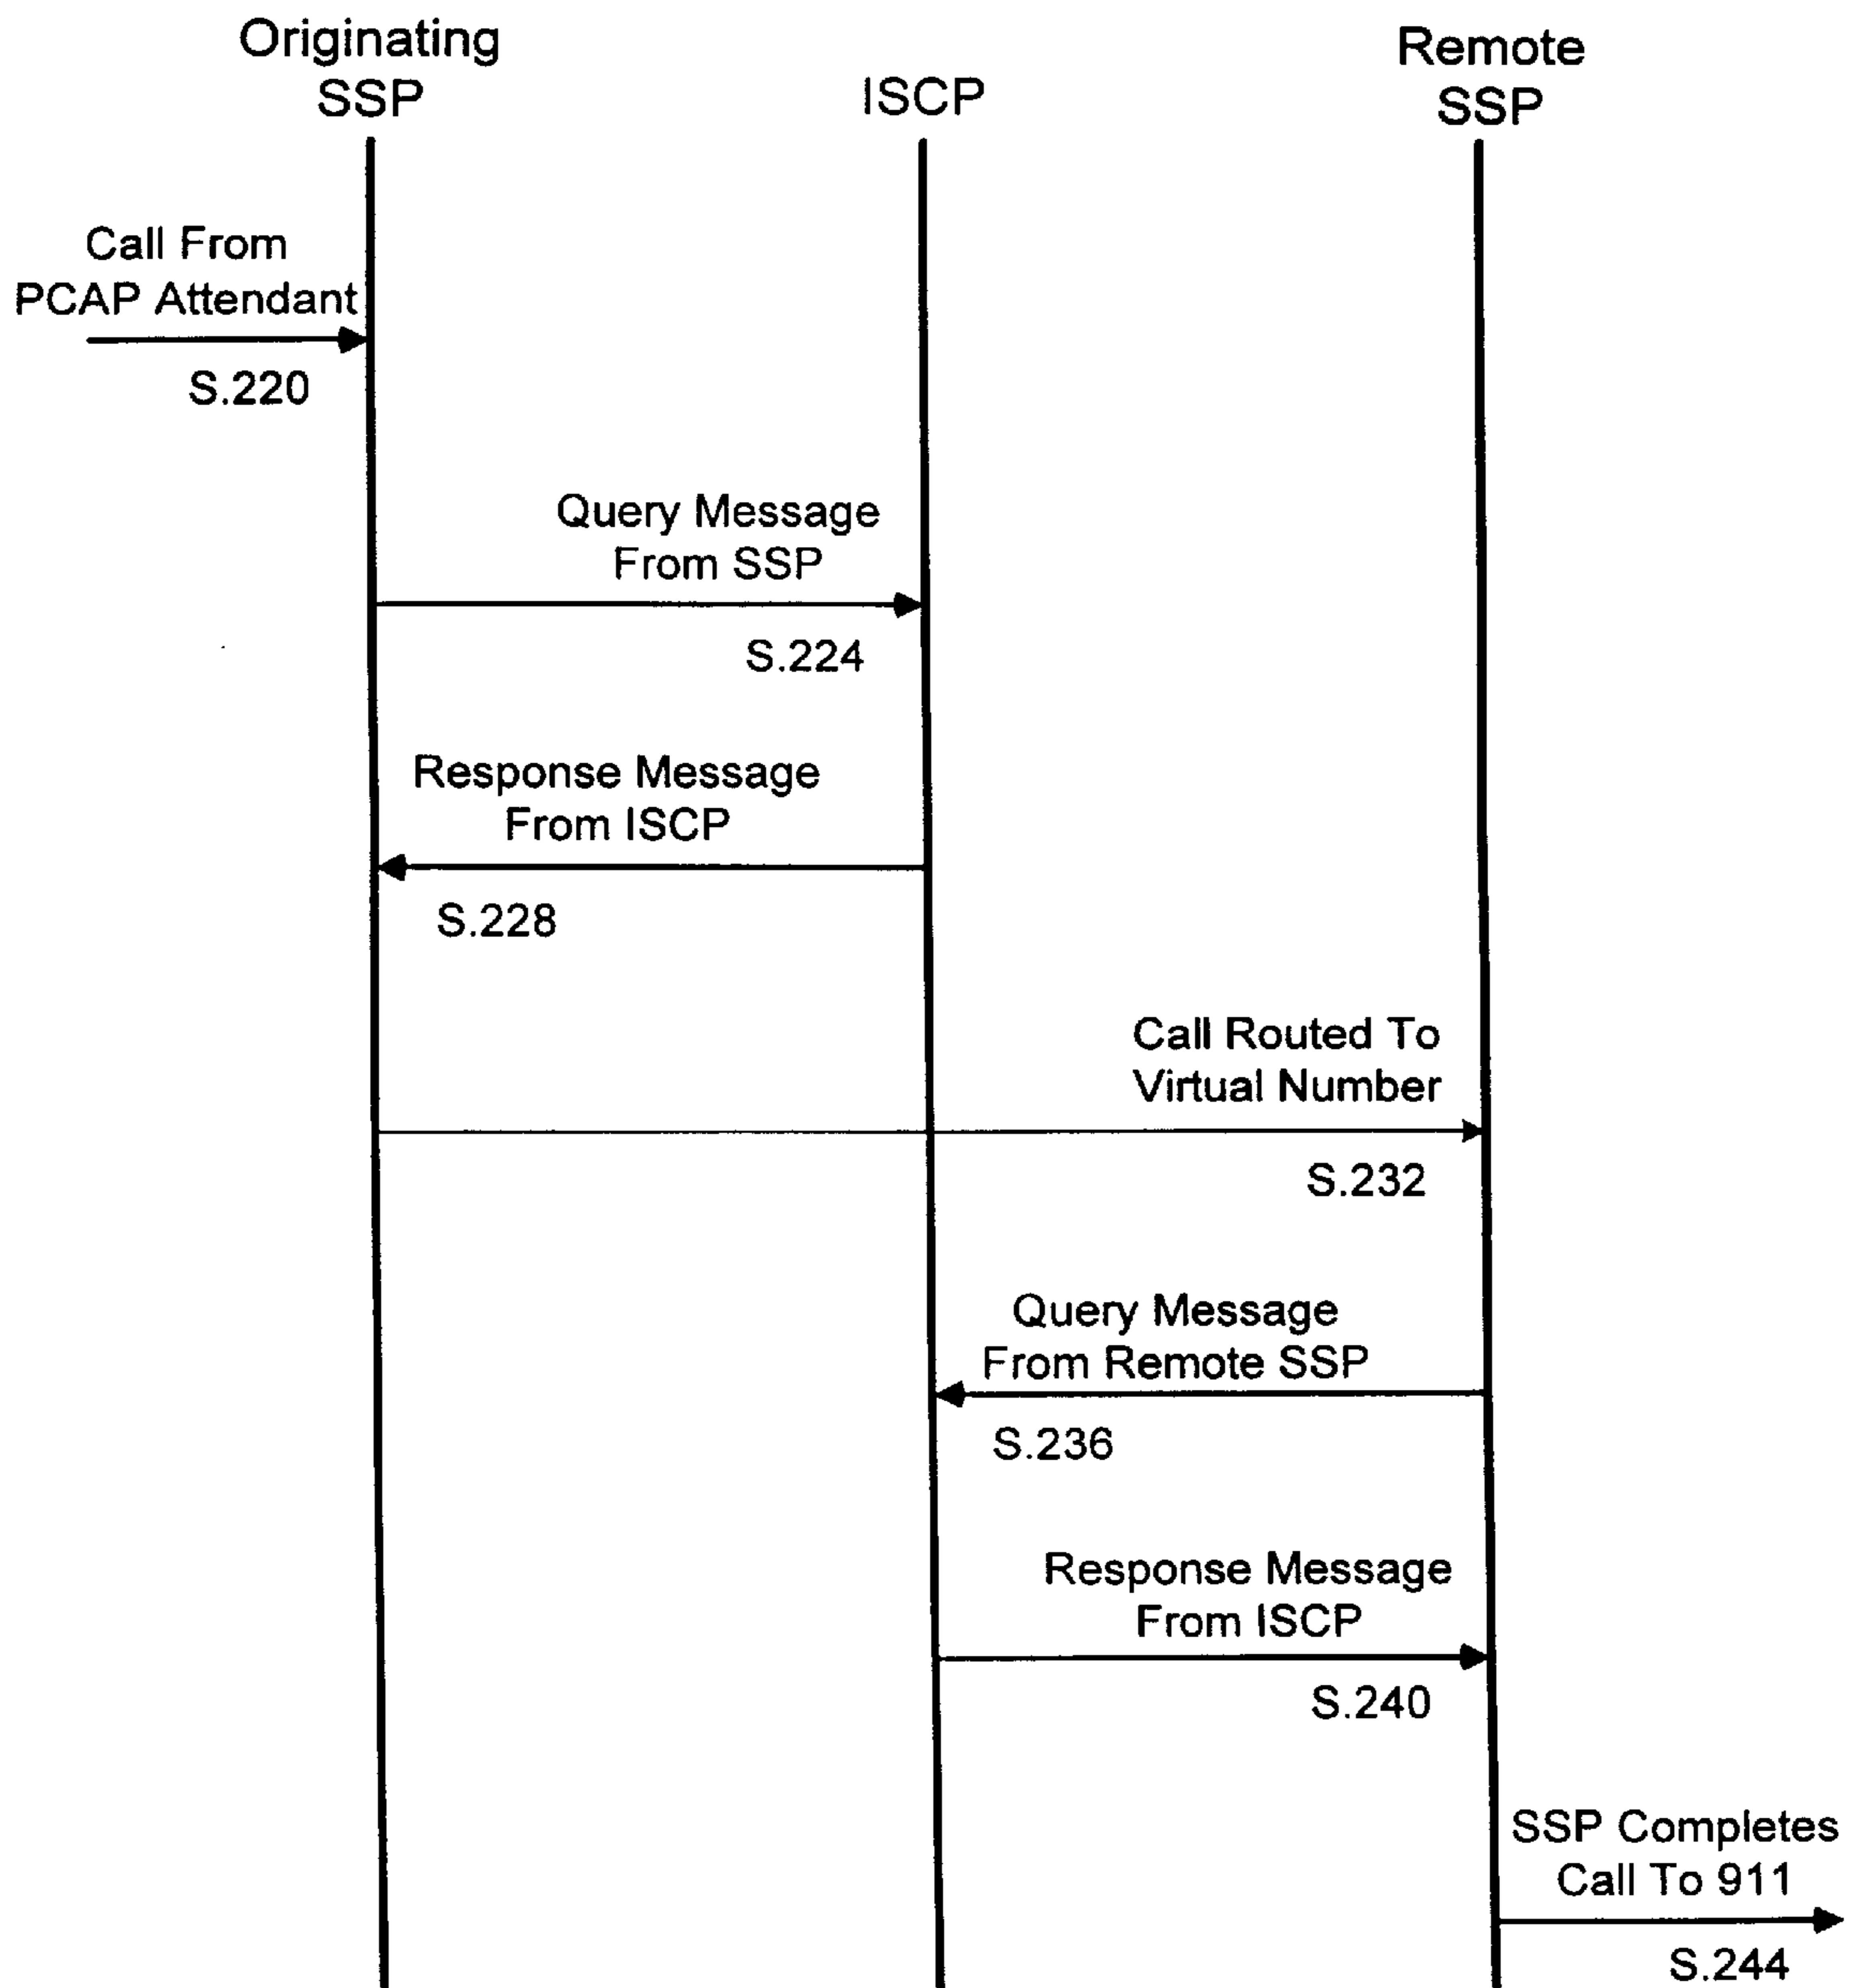 Originating
SSP
ISCP
Remote
SSP
Call From
PCAP Attendant
S.220
Query Message
From SSP
S.224
Response Message
From ISCP
S.228
Call Routed To
Virtual Number
S.232
Query Message
From Remote SSP
S.236
Response Message
From ISCP
S.240
SSP Completes
Call To 911
S.244